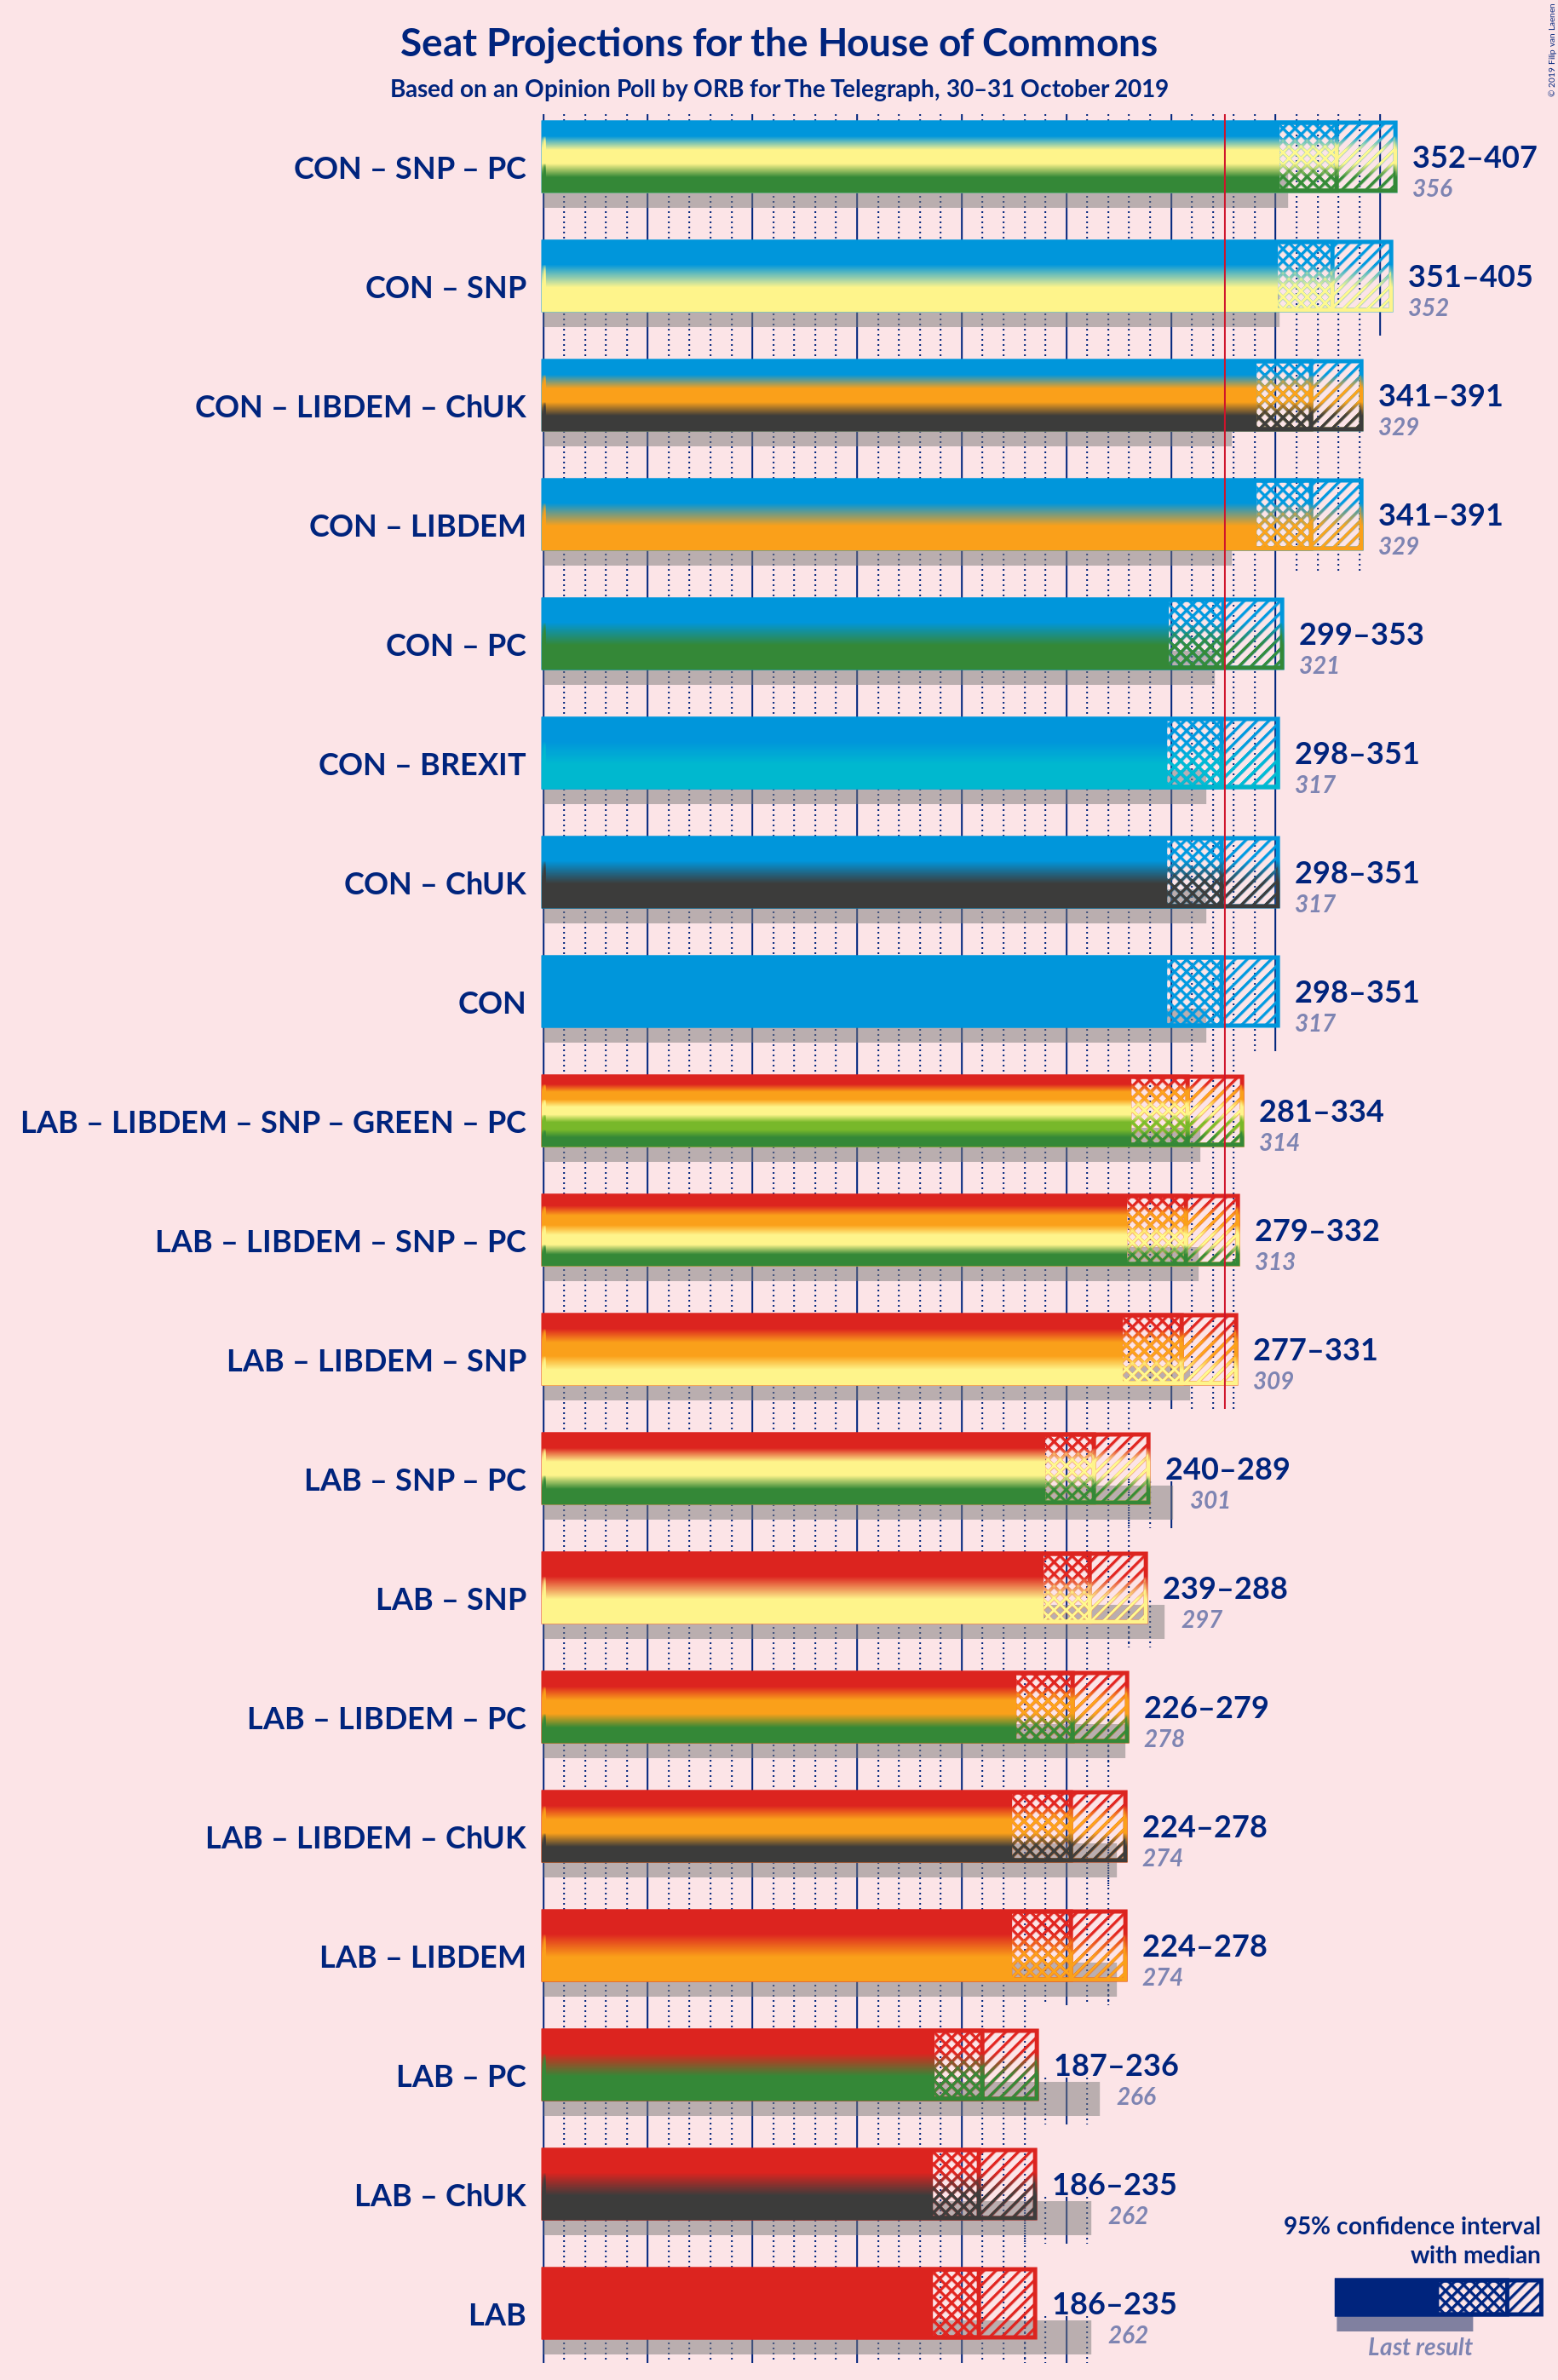 Seat Projections for the House of Commons
Based on an Opinion Poll by ORB for The Telegraph, 30–31 October 2019
© 2019 Filip van Laenen
CON – SNP – PC
352–407
356
CON – SNP
351–405
352
CON – LIBDEM – ChUK
341–391
329
CON – LIBDEM
341–391
329
CON – PC
299–353
321
CON – BREXIT
298–351
317
CON – ChUK
298–351
317
CON
298–351
317
LAB – LIBDEM – SNP – GREEN – PC
281–334
314
LAB – LIBDEM – SNP – PC
279–332
313
LAB – LIBDEM – SNP
277–331
309
LAB – SNP – PC
240–289
301
LAB – SNP
239–288
297
LAB – LIBDEM – PC
226–279
278
LAB – LIBDEM – ChUK
224–278
274
LAB – LIBDEM
224–278
274
LAB – PC
187–236
266
LAB – ChUK
186–235
262
LAB
186–235
262
95% confidence interval
with median
Last result